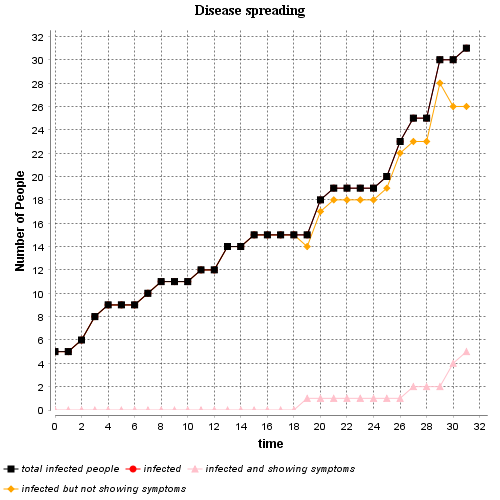 Disease spreading
32
30
28
26
24
22
20
18
16
14
12
10
8
6
4
2
0
Number of People
0 2 4 6 8 10 12 14 16 18 20 22 24 26 28 30 32
time
total infected people infected infected and showing symptoms
infected but not showing symptoms